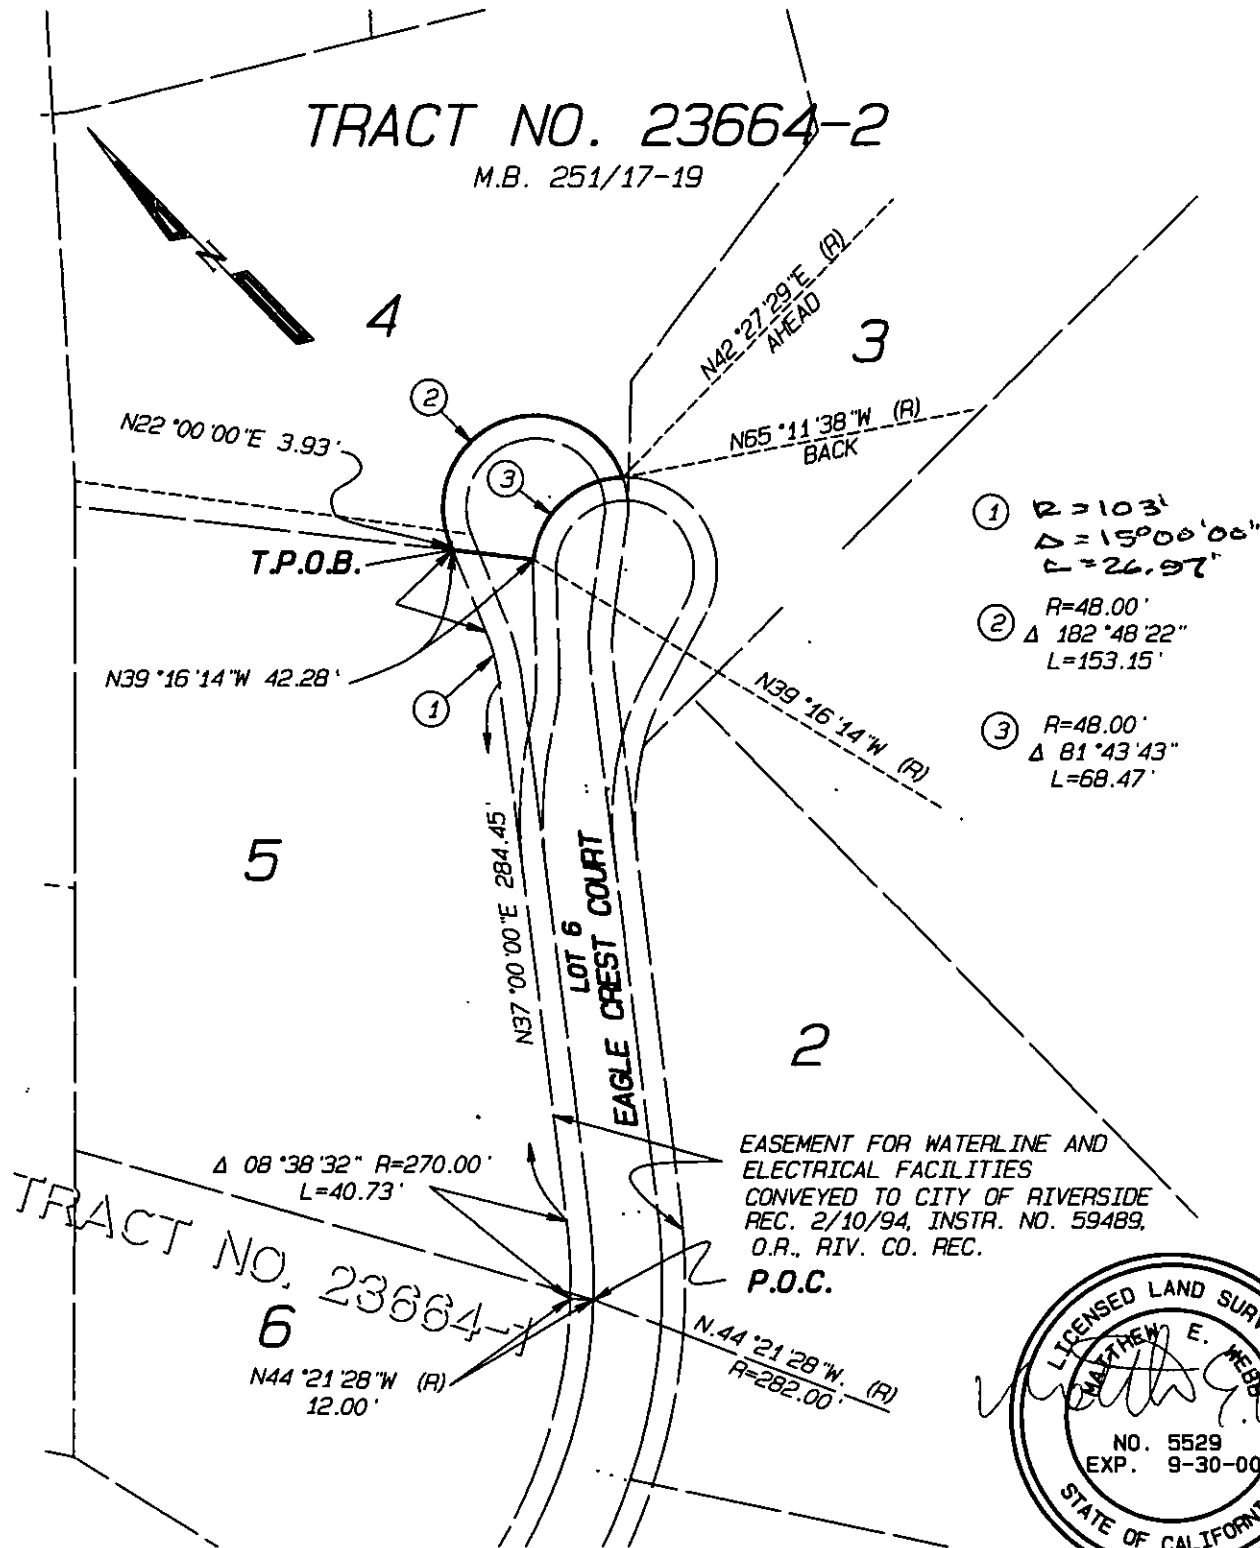 TRACT NO. 23664-2
M.B. 251/17-19
N
4
3
N42°27'29"E (R)
AHEAD
N65°11'38"W (R)
BACK
2
3
N22°00'00"E 3.93'
T.P.O.B.
N39°16'14"W 42.28'
1
N39°16'14"W (R)
1 R=103'
Δ=15°00'00"
L=26.97'
2 R=48.00'
Δ 182°48'22"
L=153.15'
3 R=48.00'
Δ 81°43'43"
L=68.47'
5
N37°00'00"E 284.45'
LOT 6
EAGLE CREST COURT
2
Δ 08°38'32" R=270.00'
L=40.73'
EASEMENT FOR WATERLINE AND
ELECTRICAL FACILITIES
CONVEYED TO CITY OF RIVERSIDE
REC. 2/10/94, INSTR. NO. 59489,
O.R., RIV. CO. REC.
P.O.C.
TRACT NO. 23664-1
6
N44°21'28"W (R)
12.00'
N.44°21'28"W. (R)
R=282.00'
LICENSED LAND SURV
MATTHEW E. WEBB
NO. 5529
EXP. 9-30-00
STATE OF CALIFORNI